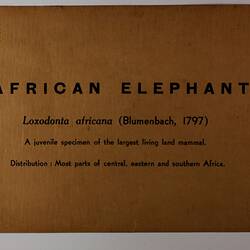 AFRICAN ELEPHANT
Loxodonta africana (Blumenbach, 1797)
A juvenile specimen of the largest living land mammal.
Distribution : Most parts of central, eastern and southern Africa.